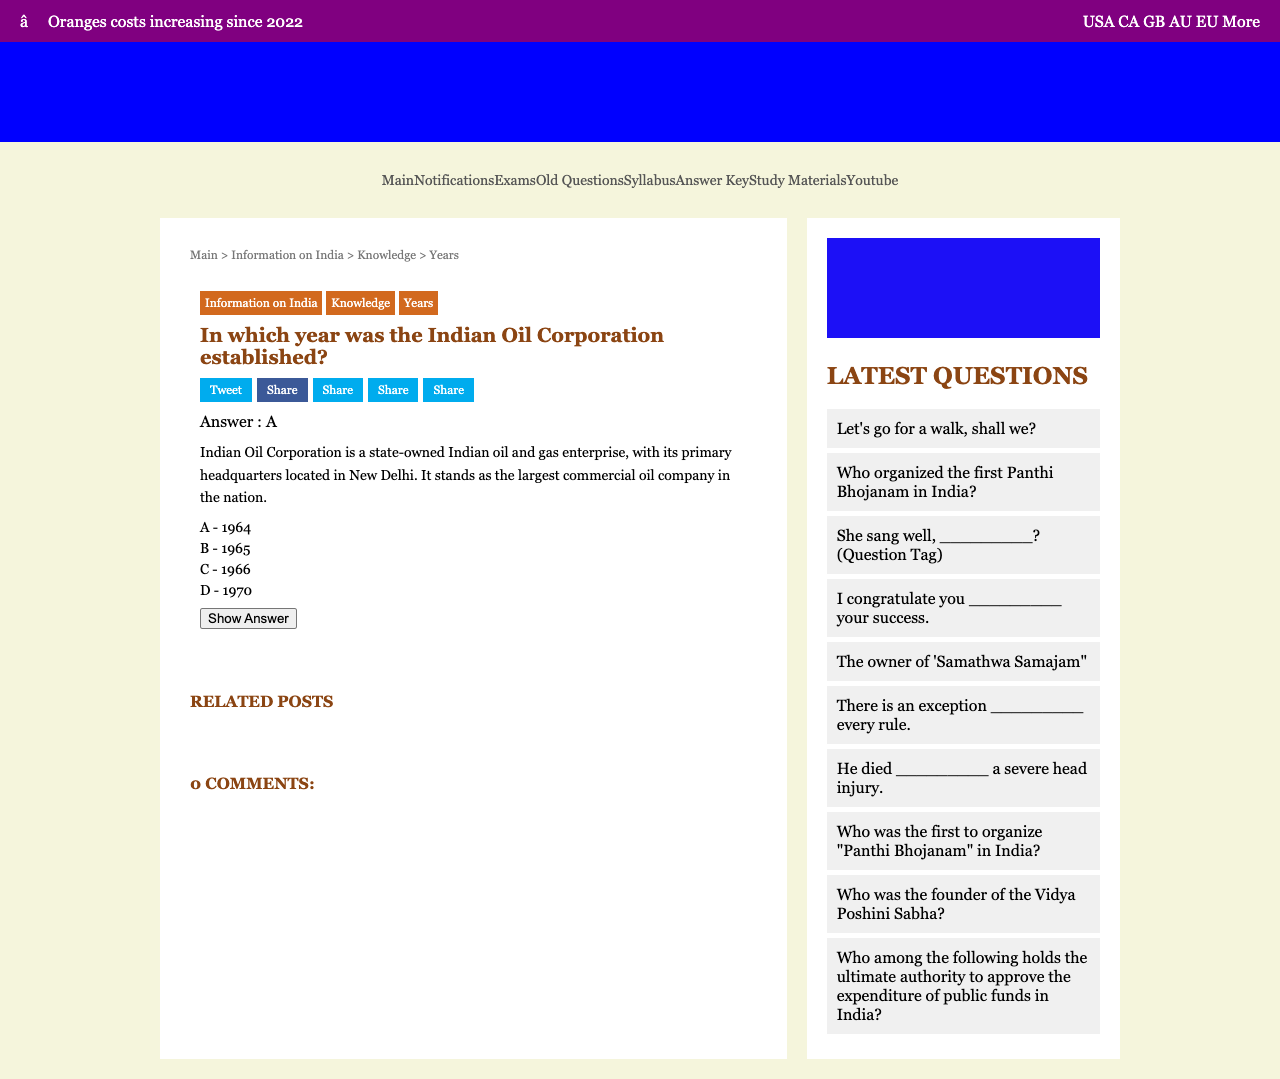 â Oranges costs increasing since 2022
USA CA GB AU EU More
MainNotificationsExamsOld QuestionsSyllabusAnswer KeyStudy MaterialsYoutube
Main > Information on India > Knowledge > Years
Information on India Knowledge Years
In which year was the Indian Oil Corporation
established?
Tweet Share Share Share Share
Answer : A
Indian Oil Corporation is a state-owned Indian oil and gas enterprise, with its primary
headquarters located in New Delhi. It stands as the largest commercial oil company in
the nation.
A - 1964
B - 1965
C - 1966
D - 1970
Show Answer
RELATED POSTS
0 COMMENTS:
LATEST QUESTIONS
Let's go for a walk, shall we?
Who organized the first Panthi
Bhojanam in India?
She sang well, __________?
(Question Tag)
I congratulate you __________
your success.
The owner of 'Samathwa Samajam"
There is an exception __________
every rule.
He died __________ a severe head
injury.
Who was the first to organize
"Panthi Bhojanam" in India?
Who was the founder of the Vidya
Poshini Sabha?
Who among the following holds the
ultimate authority to approve the
expenditure of public funds in
India?